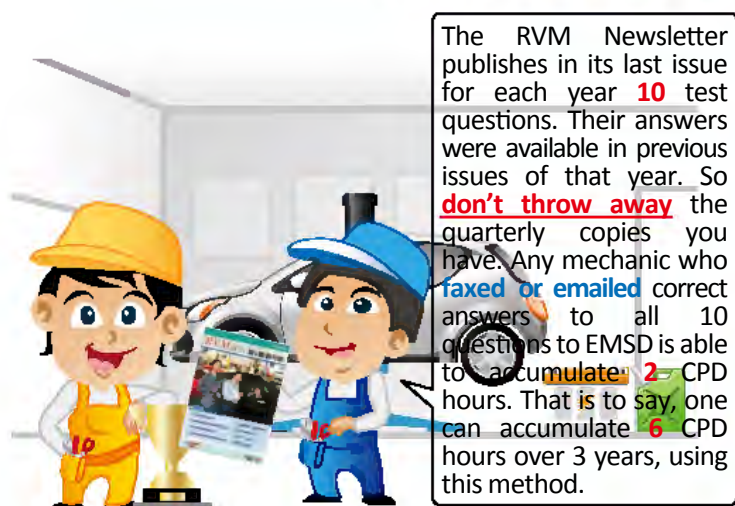 The RVM Newsletter
publishes in its last issue
for each year 10 test
questions. Their answers
were available in previous
issues of that year. So
don't throw away the
quarterly copies you
have. Any mechanic who
faxed or emailed correct
answers to all 10
questions to EMSD is able
to accumulate 2 CPD
hours. That is to say, one
can accumulate 6 CPD
hours over 3 years, using
this method.